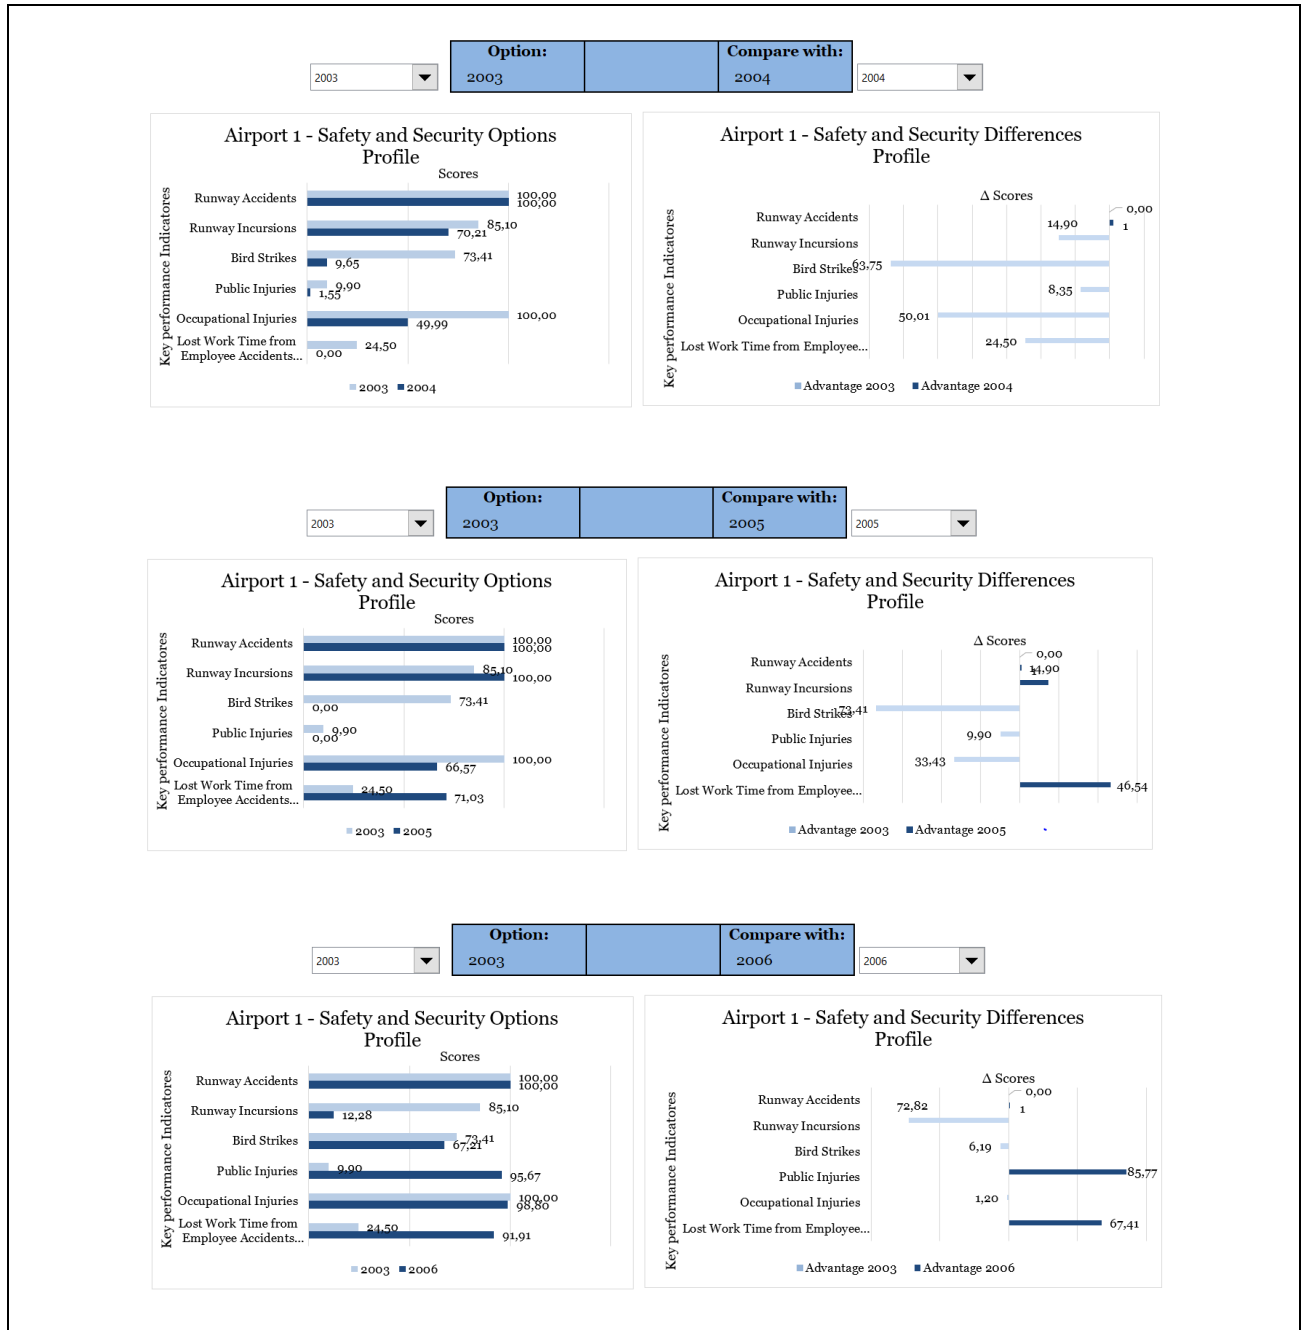 Option:
Compare with:
2003
2003
2004
2004
Airport 1 - Safety and Security Options
Profile
Scores
Key performance Indicatores
Runway Accidents
100,00
100,00
Runway Incursions
85,10
70,21
Bird Strikes
73,41
9,65
Public Injuries
9,90
1,55
Occupational Injuries
100,00
49,99
Lost Work Time from
Employee Accidents...
24,50
0,00
2003
2004
Airport 1 - Safety and Security Differences
Profile
Δ Scores
Key performance Indicatores
Runway Accidents
0,00
1
14,90
Runway Incursions
Bird Strikes
63,75
Public Injuries
8,35
Occupational Injuries
50,01
Lost Work Time from Employee...
24,50
Advantage 2003
Advantage 2004
Option:
Compare with:
2003
2003
2005
2005
Airport 1 - Safety and Security Options
Profile
Scores
Key performance Indicatores
Runway Accidents
100,00
100,00
Runway Incursions
85,10
100,00
Bird Strikes
73,41
0,00
Public Injuries
9,90
0,00
Occupational Injuries
100,00
66,57
Lost Work Time from
Employee Accidents...
24,50
71,03
2003
2005
Airport 1 - Safety and Security Differences
Profile
Δ Scores
Key performance Indicatores
Runway Accidents
0,00
1
14,90
Runway Incursions
Bird Strikes
73,41
Public Injuries
9,90
Occupational Injuries
33,43
Lost Work Time from Employee...
46,54
Advantage 2003
Advantage 2005
Option:
Compare with:
2003
2003
2006
2006
Airport 1 - Safety and Security Options
Profile
Scores
Key performance Indicatores
Runway Accidents
100,00
100,00
Runway Incursions
85,10
12,28
Bird Strikes
73,41
67,21
Public Injuries
9,90
95,67
Occupational Injuries
100,00
98,80
Lost Work Time from
Employee Accidents...
24,50
91,91
2003
2006
Airport 1 - Safety and Security Differences
Profile
Δ Scores
Key performance Indicatores
Runway Accidents
0,00
1
72,82
Runway Incursions
Bird Strikes
6,19
Public Injuries
85,77
Occupational Injuries
1,20
Lost Work Time from Employee...
67,41
Advantage 2003
Advantage 2006